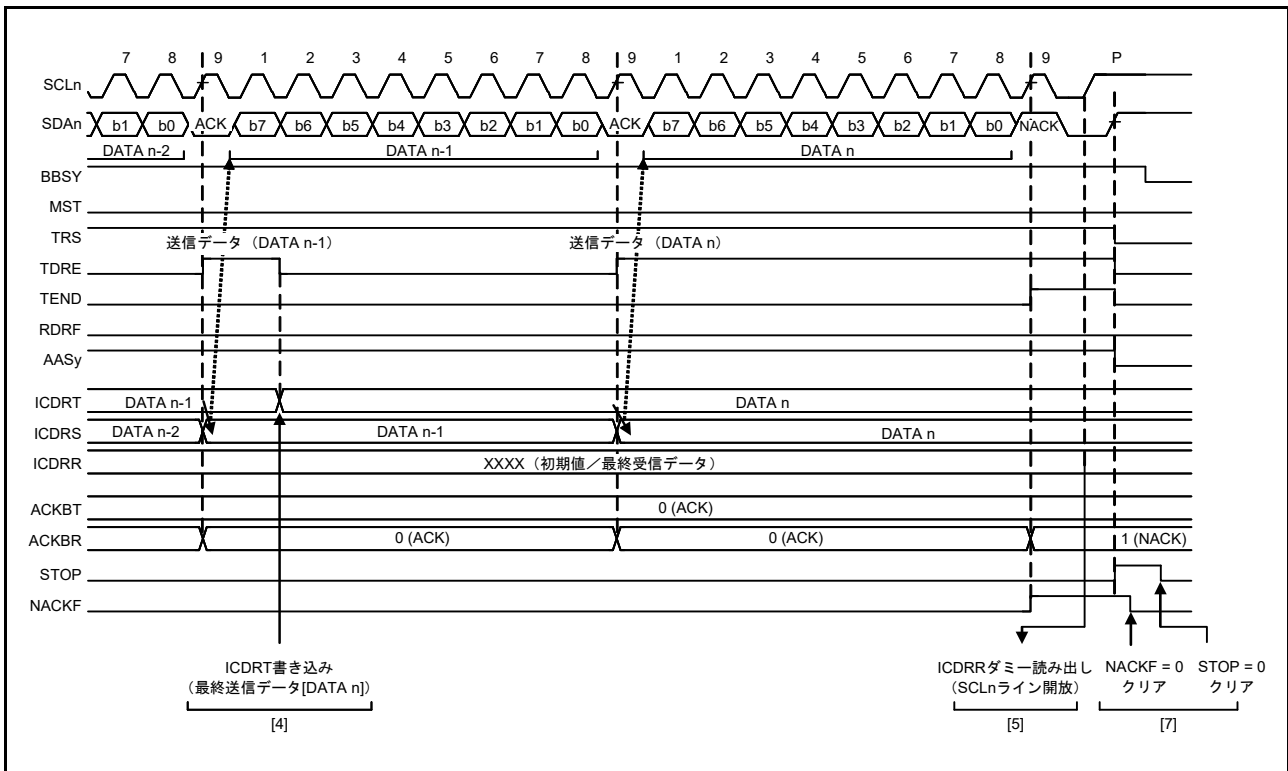 7 8 9 1 2 3 4 5 6 7 8 9 1 2 3 4 5 6 7 8 9 P
SCLn
SDAn b1 b0 ACK b7 b6 b5 b4 b3 b2 b1 b0 ACK b7 b6 b5 b4 b3 b2 b1 b0 NACK
DATA n-2 DATA n-1 DATA n
BBSY
MST
TRS
送信データ（DATA n-1） 送信データ（DATA n）
TDRE
TEND
RDRF
AASy
ICDRT DATA n-1 DATA n
ICDRS DATA n-2 DATA n-1 DATA n
ICDRR XXXX（初期値／最終受信データ）
ACKBT 0 (ACK)
ACKBR 0 (ACK) 0 (ACK) 1 (NACK)
STOP
NACKF
ICDRT書き込み
（最終送信データ[DATA n]）
[4]
ICDRRダミー読み出し
（SCLnライン開放）
[5]
NACKF = 0
クリア
STOP = 0
クリア
[7]